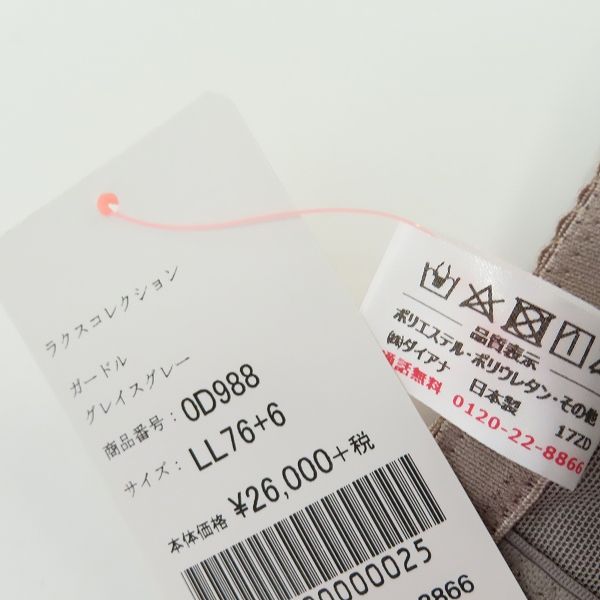 ラクスコレクション
ガードル
グレイスグレー
商品番号：0D988
サイズ：LL76+6
本体価格 ¥26,000+税
0000025
8866
品質表示
ポリエステル・ポリウレタン・その他
㈱ダイアナ 日本製 17ZD
通話無料 0120-22-8866